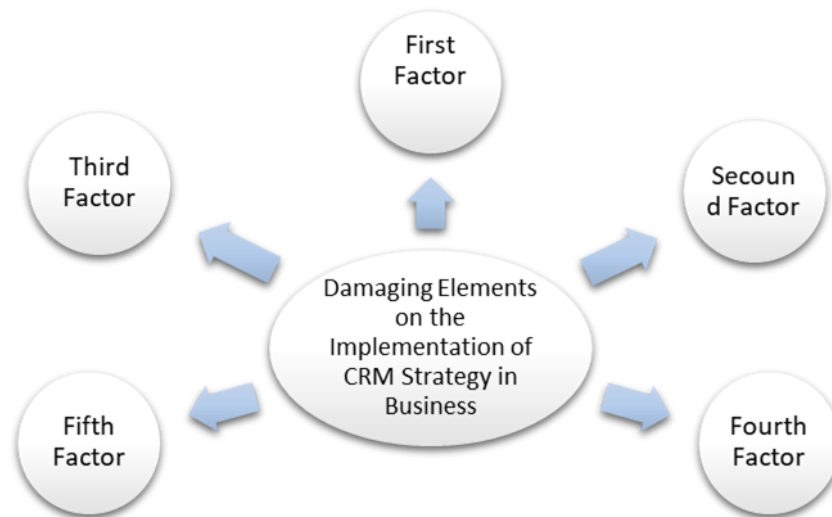 First
Factor
Third
Factor
Secoun
d Factor
Damaging Elements
on the
Implementation of
CRM Strategy in
Business
Fifth
Factor
Fourth
Factor